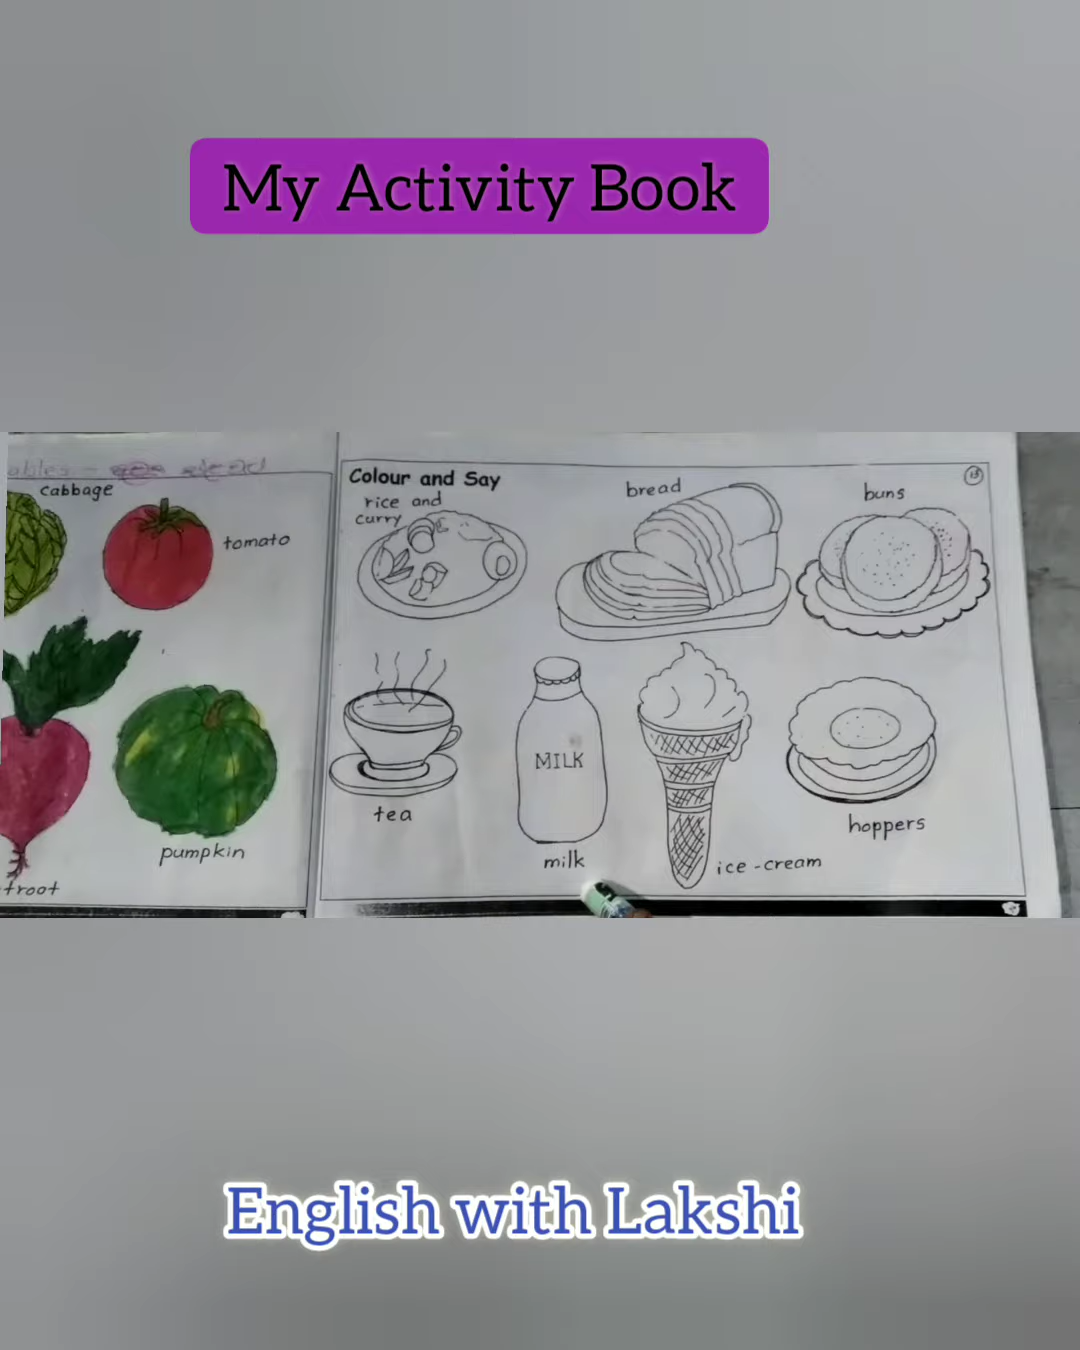 My Activity Book
cabbage
tomato
pumpkin
Colour and Say
rice and
curry
bread
buns
13
tea
MILK
milk
ice-cream
hoppers
English with Lakshi